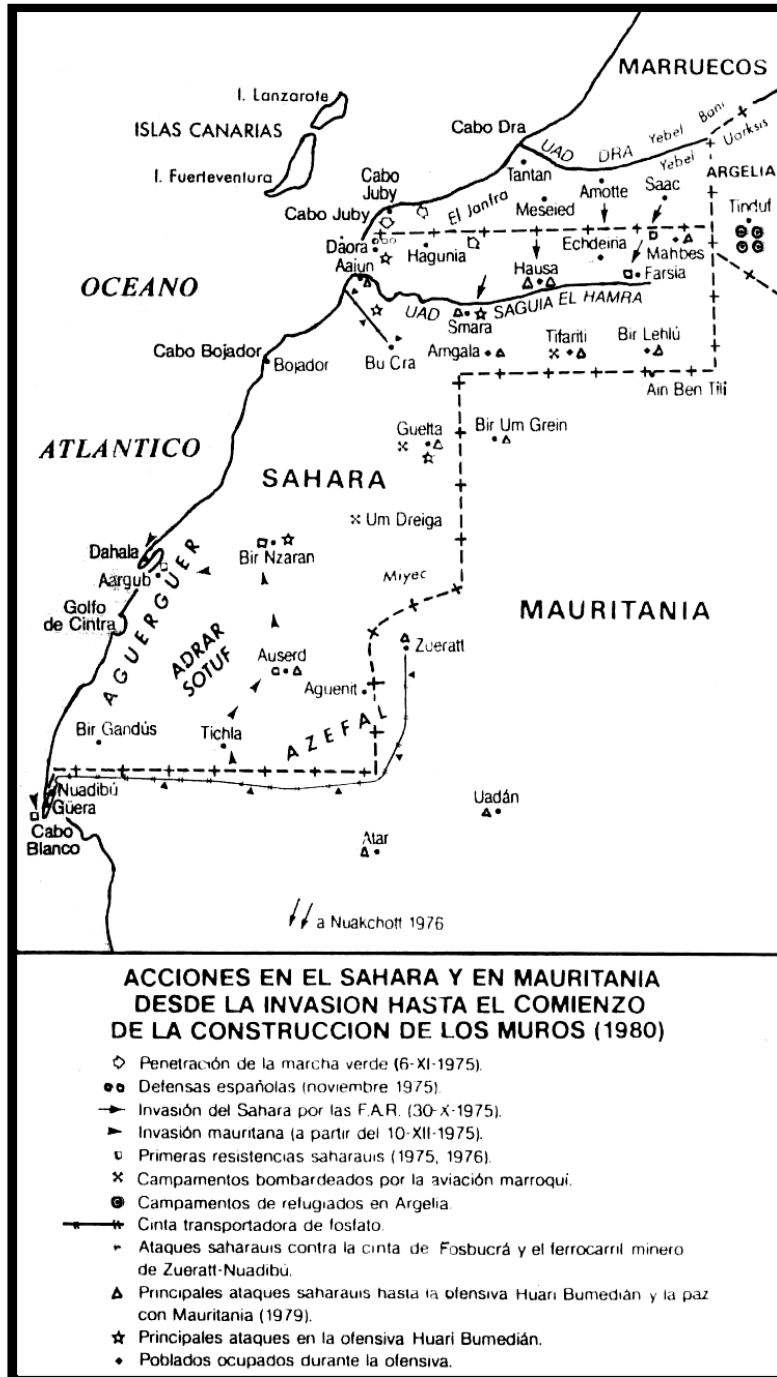 MARRUECOS
I. Lanzarote
ISLAS CANARIAS
I. Fuerteventura
Cabo Dra
UAD DRA
Yebel Bani
Yebel Uorksis
ARGELIA
Cabo Juby
Cabo Juby
El Jantra
Tantan
Meseied
Amotte
Saac
Tinduf
Daora
Hagunia
Echdeiria
Mahbes
Aaiun
Hausa
Farsia
OCEANO
UAD SAGUIA EL HAMRA
Smara
Cabo Bojador
Bojador
Bu Cra
Amgala
Tifariti
Bir Lehlú
Ain Ben Tili
ATLANTICO
Guelta
Bir Um Grein
SAHARA
Um Dreiga
Dahala
Bir Nzaran
Aargub
Miyec
Golfo
de Cintra
AGUERGUER
ADRAR
SOTUF
MAURITANIA
Zueratt
Auserd
Aguenit
Bir Gandús
Tichla
AZEFAL
Nuadibú
Güera
Cabo
Blanco
Uadán
Atar
a Nuakchott 1976
ACCIONES EN EL SAHARA Y EN MAURITANIA
DESDE LA INVASION HASTA EL COMIENZO
DE LA CONSTRUCCION DE LOS MUROS (1980)
Penetración de la marcha verde (6-XI-1975).
Defensas españolas (noviembre 1975).
Invasión del Sahara por las F.A.R. (30-X-1975).
Invasión mauritana (a partir del 10-XII-1975).
Primeras resistencias saharauis (1975, 1976).
Campamentos bombardeados por la aviación marroquí.
Campamentos de refugiados en Argelia.
Cinta transportadora de fosfato.
Ataques saharauis contra la cinta de Fosbucrá y el ferrocarril minero
de Zueratt-Nuadibú.
Principales ataques saharauis hasta la ofensiva Huari Bumedián y la paz
con Mauritania (1979).
Principales ataques en la ofensiva Huari Bumedián.
Poblados ocupados durante la ofensiva.